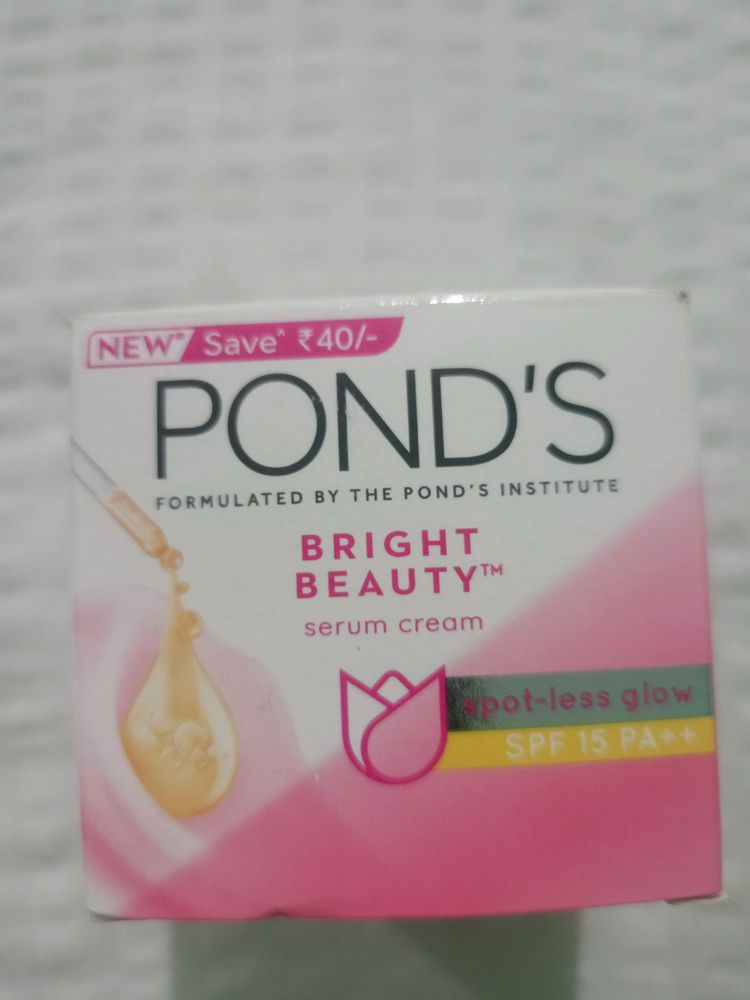 NEW° Save^ ₹40/-
POND'S
FORMULATED BY THE POND'S INSTITUTE
BRIGHT
BEAUTY™
serum cream
spot-less glow
SPF 15 PA++